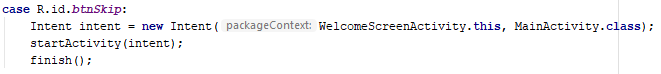 case R.id.btnSkip:
Intent intent = new Intent( packageContext: WelcomeScreenActivity.this, MainActivity.class);
startActivity(intent);
finish();